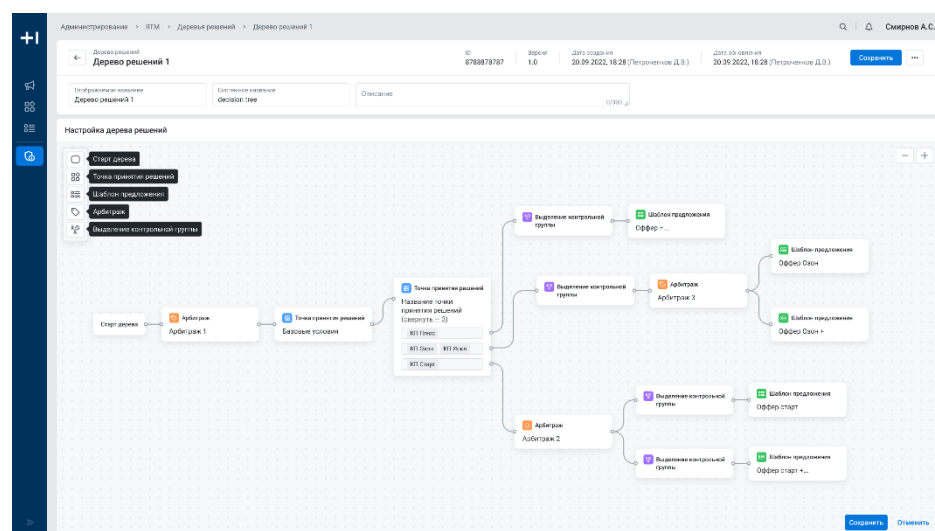 Администрирование > RTM > Деревья решений > Дерево решений 1
Смирнов А.С.
Дерево решений
Дерево решений 1
ID
8788878787
Версия
1.0
Дата создания
20.09.2022, 18:28 (Петроченков Д.В.)
Дата обновления
20.09.2022, 18:28 (Петроченков Д.В.)
Сохранить
Отображаемое название
Дерево решений 1
Системное название
decision tree
Описание
0/300
Настройка дерева решений
Старт дерева
Точка принятия решений
Шаблон предложения
Арбитраж
Выделение контрольной группы
Старт дерева
Арбитраж
Арбитраж 1
Точка принятия решений
Базовые условия
Точка принятия решений
Название точки
принятия решений
(свернуть – 3)
КП Плюс
КП Озон КП Искл
КП Старт
Выделение контрольной
группы
Шаблон предложения
Оффер +...
Выделение контрольной
группы
Арбитраж
Арбитраж 3
Шаблон предложения
Оффер Озон
Шаблон предложения
Оффер Озон +
Арбитраж
Арбитраж 2
Выделение контрольной
группы
Шаблон предложения
Оффер старт
Выделение контрольной
группы
Шаблон предложения
Оффер старт +...
Сохранить Отменить